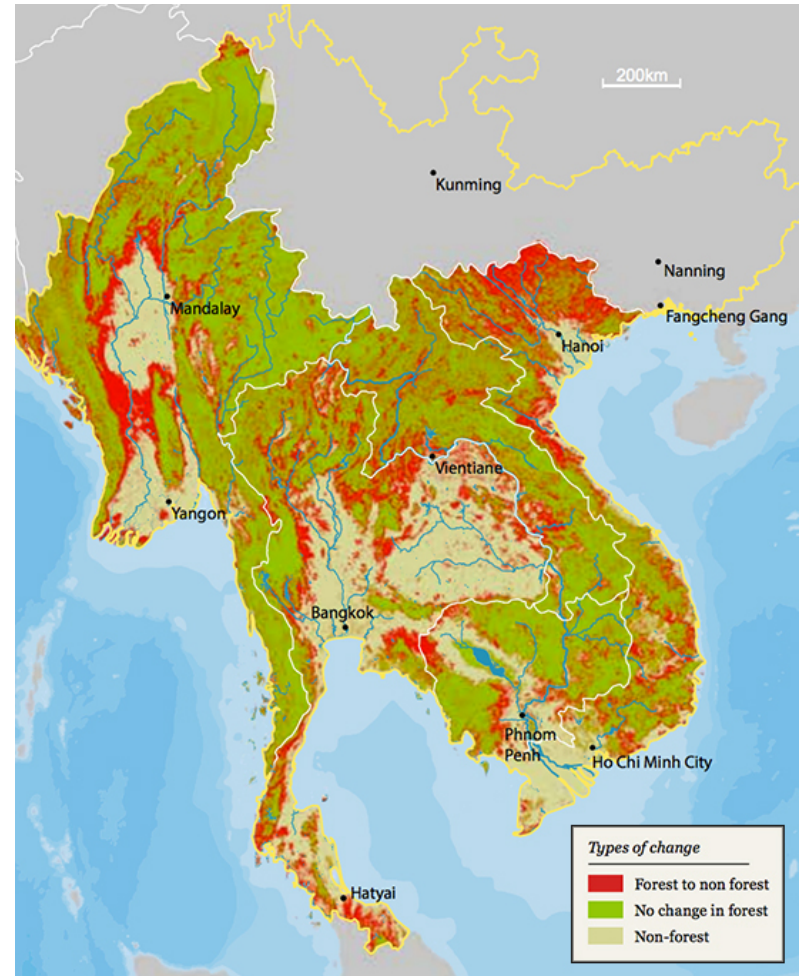 200km
Kunming
Nanning
Mandalay
Fangcheng Gang
Hanoi
Vientiane
Yangon
Bangkok
Phnom
Penh
Ho Chi Minh City
Hatyai
Types of change
Forest to non forest
No change in forest
Non-forest